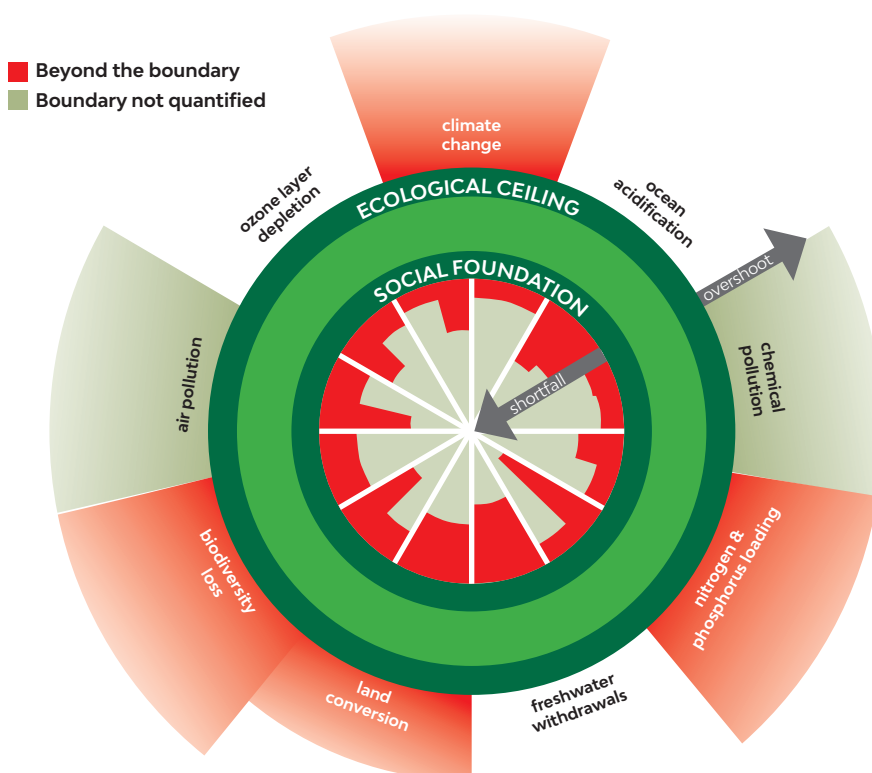 Beyond the boundary
Boundary not quantified
climate
change
ozone layer
depletion
ocean
acidification
ECOLOGICAL CEILING
overshoot
SOCIAL FOUNDATION
air pollution
chemical
pollution
shortfall
biodiversity
loss
nitrogen &
phosphorus loading
land
conversion
freshwater
withdrawals